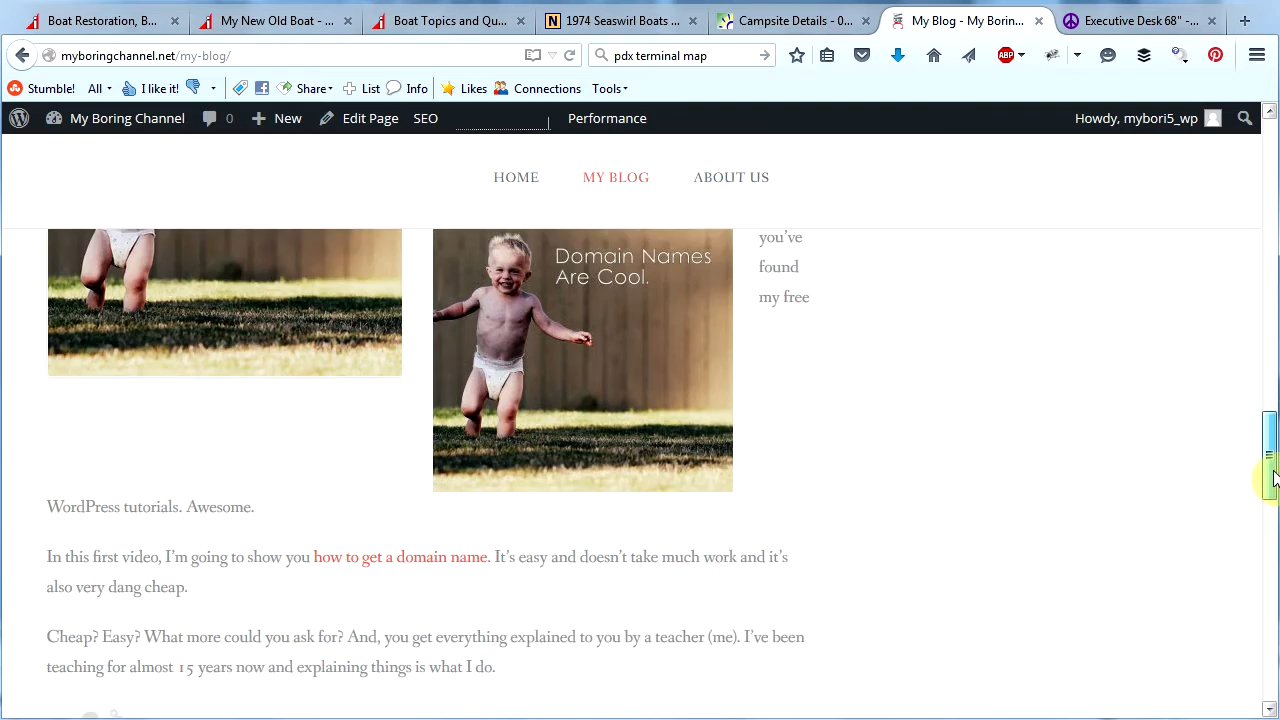 Boat Restoration, B...
My New Old Boat - ...
Boat Topics and Qu...
1974 Seaswirl Boats ...
Campsite Details - 0...
My Blog - My Borin...
Executive Desk 68" -...
myboringchannel.net/my-blog/
pdx terminal map
ABP
Stumble!
All
I like it!
Share
List
Info
Likes
Connections
Tools
My Boring Channel
0
New
Edit Page
SEO
Performance
Howdy, mybori5_wp
HOME
MY BLOG
ABOUT US
Domain Names
Are Cool.
you've
found
my free
WordPress tutorials. Awesome.
In this first video, I'm going to show you how to get a domain name. It's easy and doesn't take much work and it's
also very dang cheap.
Cheap? Easy? What more could you ask for? And, you get everything explained to you by a teacher (me). I've been
teaching for almost 15 years now and explaining things is what I do.